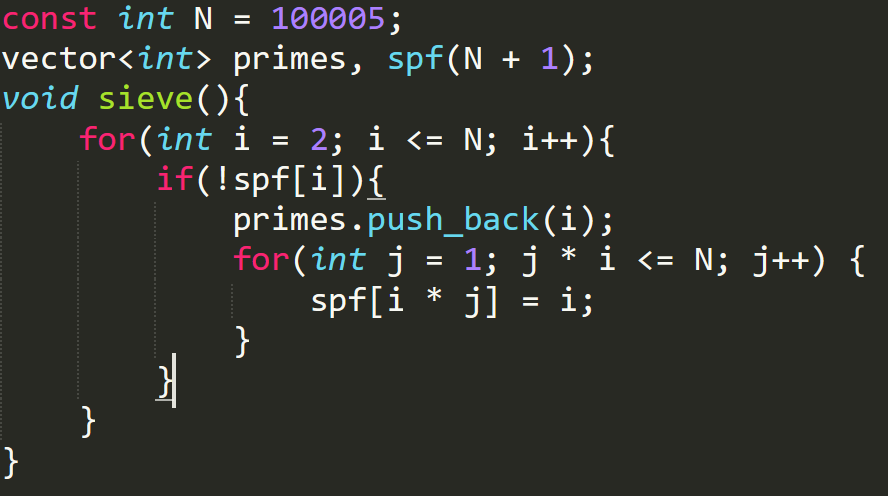 const int N = 100005;
vector<int> primes, spf(N + 1);
void sieve(){
    for(int i = 2; i <= N; i++){
        if(!spf[i]){
            primes.push_back(i);
            for(int j = 1; j * i <= N; j++) {
                spf[i * j] = i;
            }
        }
    }
}